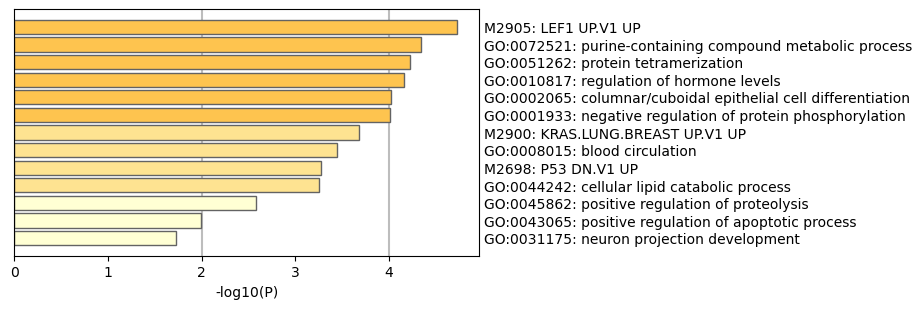 M2905: LEF1 UP.V1 UP
GO:0072521: purine-containing compound metabolic process
GO:0051262: protein tetramerization
GO:0010817: regulation of hormone levels
GO:0002065: columnar/cuboidal epithelial cell differentiation
GO:0001933: negative regulation of protein phosphorylation
M2900: KRAS.LUNG.BREAST UP.V1 UP
GO:0008015: blood circulation
M2698: P53 DN.V1 UP
GO:0044242: cellular lipid catabolic process
GO:0045862: positive regulation of proteolysis
GO:0043065: positive regulation of apoptotic process
GO:0031175: neuron projection development
0 1 2 3 4
-log10(P)